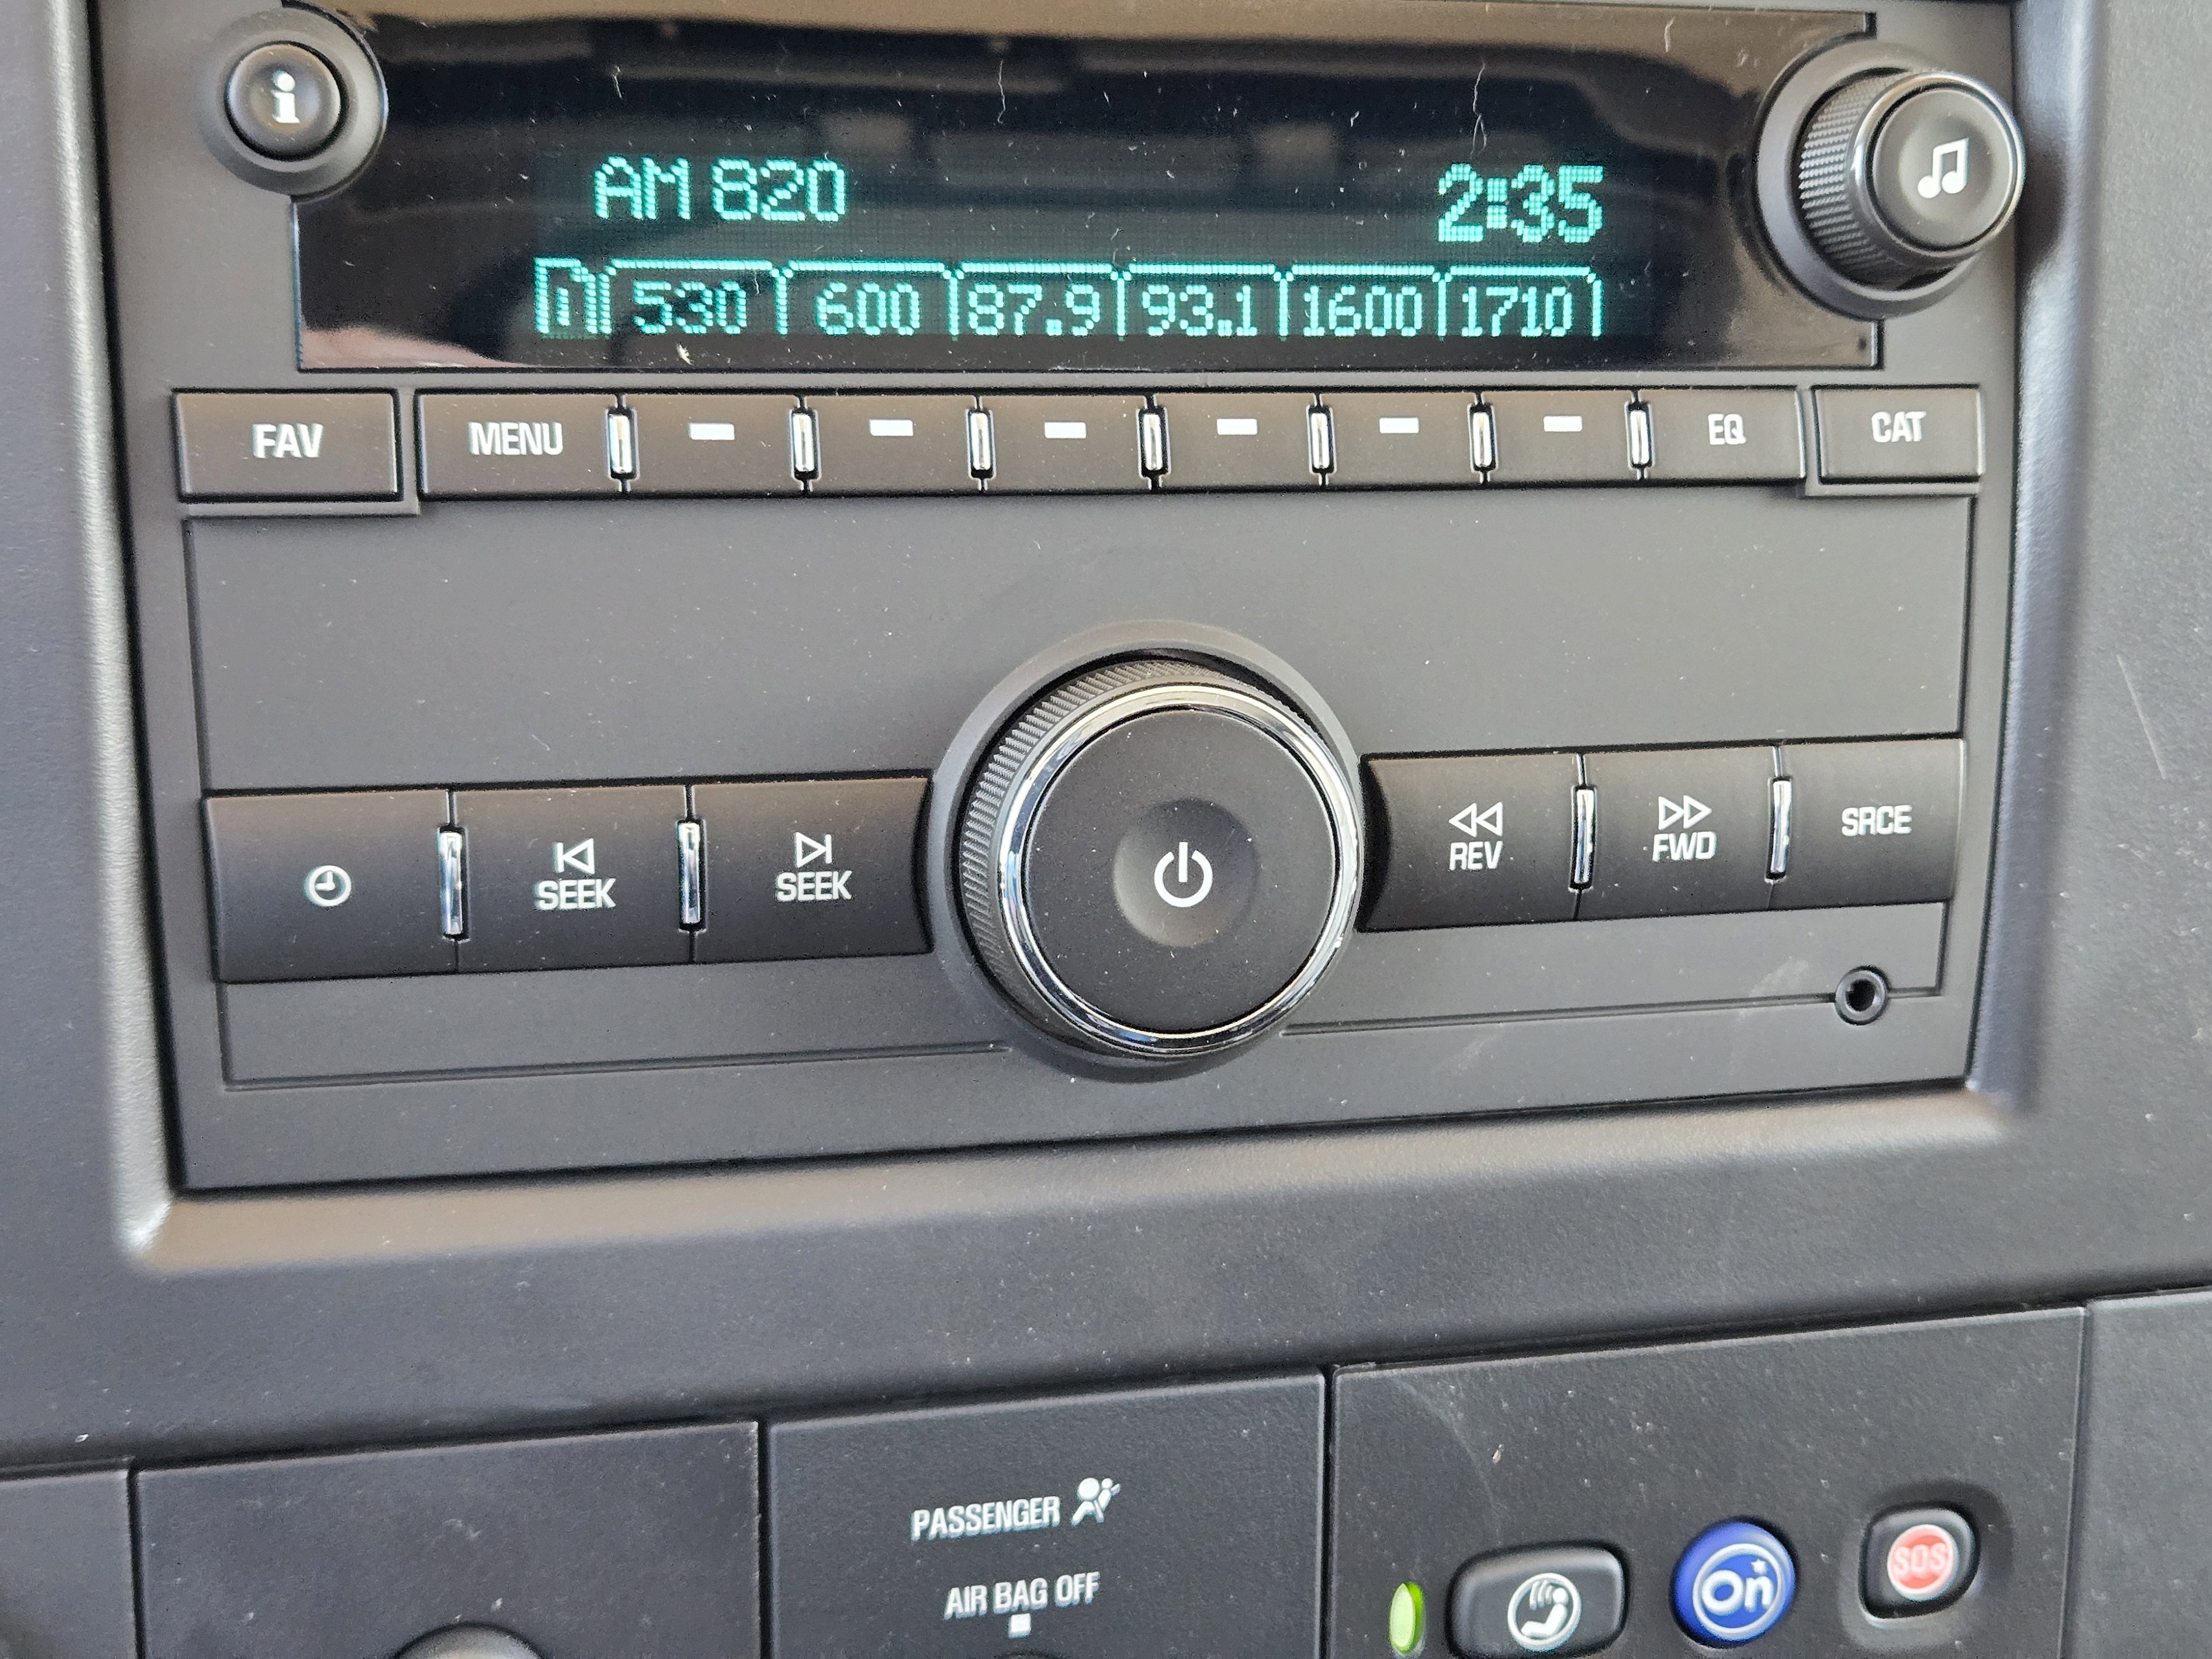 i
AM 820 2:35
1 530 600 87.9 93.1 1600 1710
FAV MENU EQ CAT
SEEK SEEK REV FWD SRCE
PASSENGER
AIR BAG OFF
On SOS